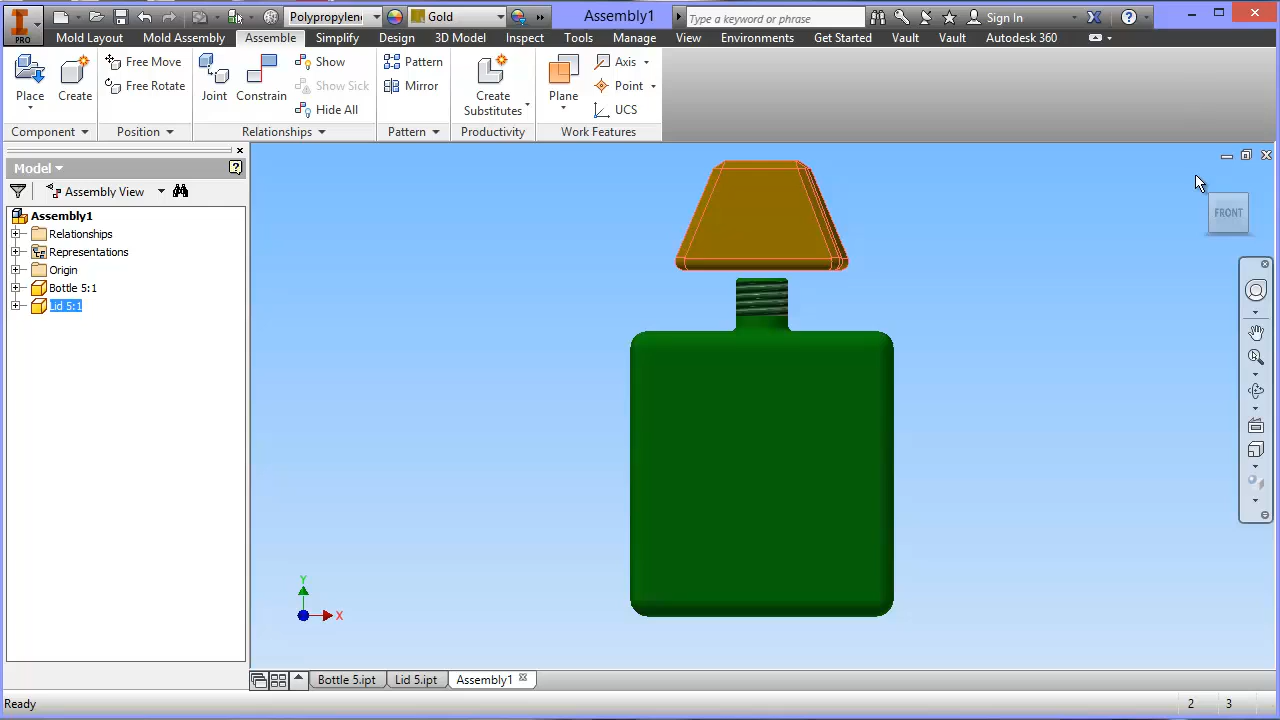 PRO
Polypropylen
Gold
Assembly1
Type a keyword or phrase
Sign In
Mold Layout
Mold Assembly
Assemble
Simplify
Design
3D Model
Inspect
Tools
Manage
View
Environments
Get Started
Vault
Vault
Autodesk 360
Place
Create
Free Move
Free Rotate
Joint
Constrain
Show
Show Sick
Hide All
Pattern
Mirror
Create
Substitutes
Plane
Axis
Point
UCS
Component
Position
Relationships
Pattern
Productivity
Work Features
Model
Assembly View
Assembly1
Relationships
Representations
Origin
Bottle 5:1
Lid 5:1
FRONT
Y
X
Bottle 5.ipt
Lid 5.ipt
Assembly1
Ready
2
3